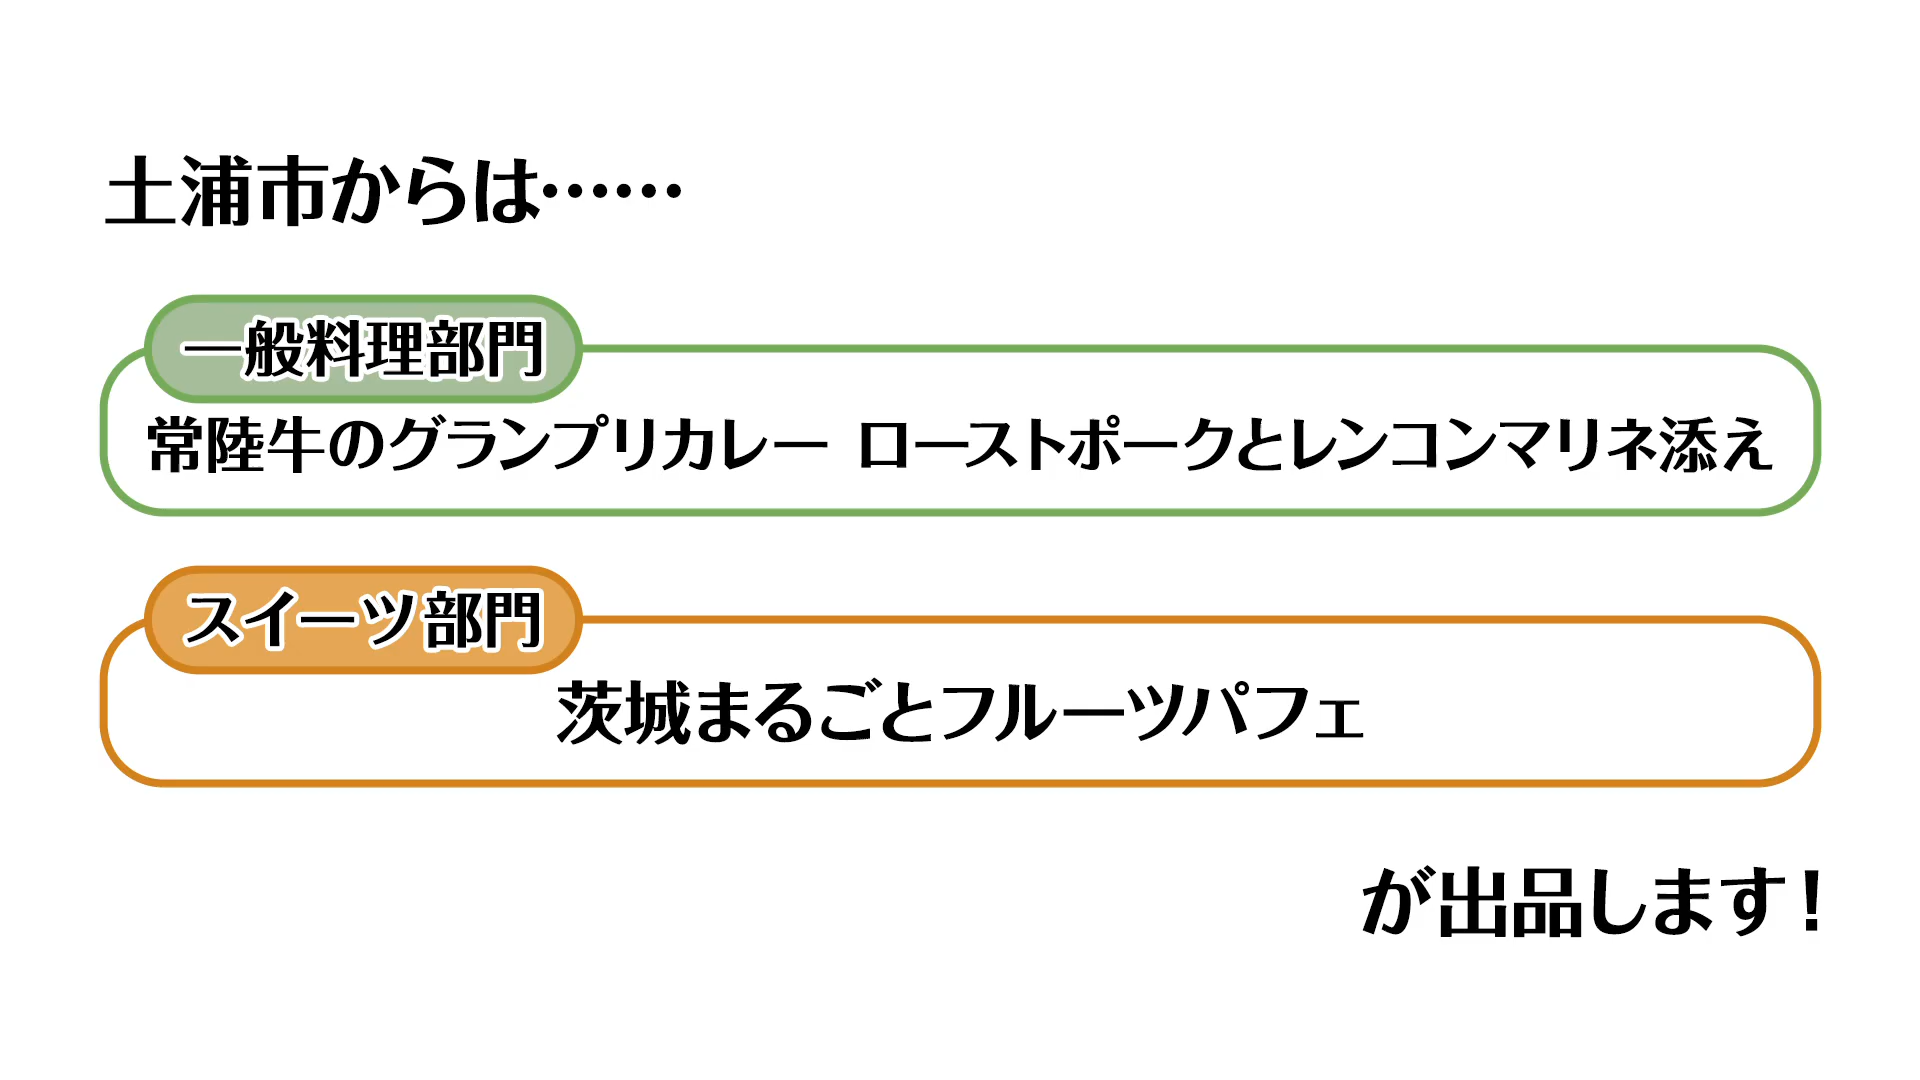 土浦市からは……
一般料理部門
常陸牛のグランプリカレー ローストポークとレンコンマリネ添え
スイーツ部門
茨城まるごとフルーツパフェ
が出品します！